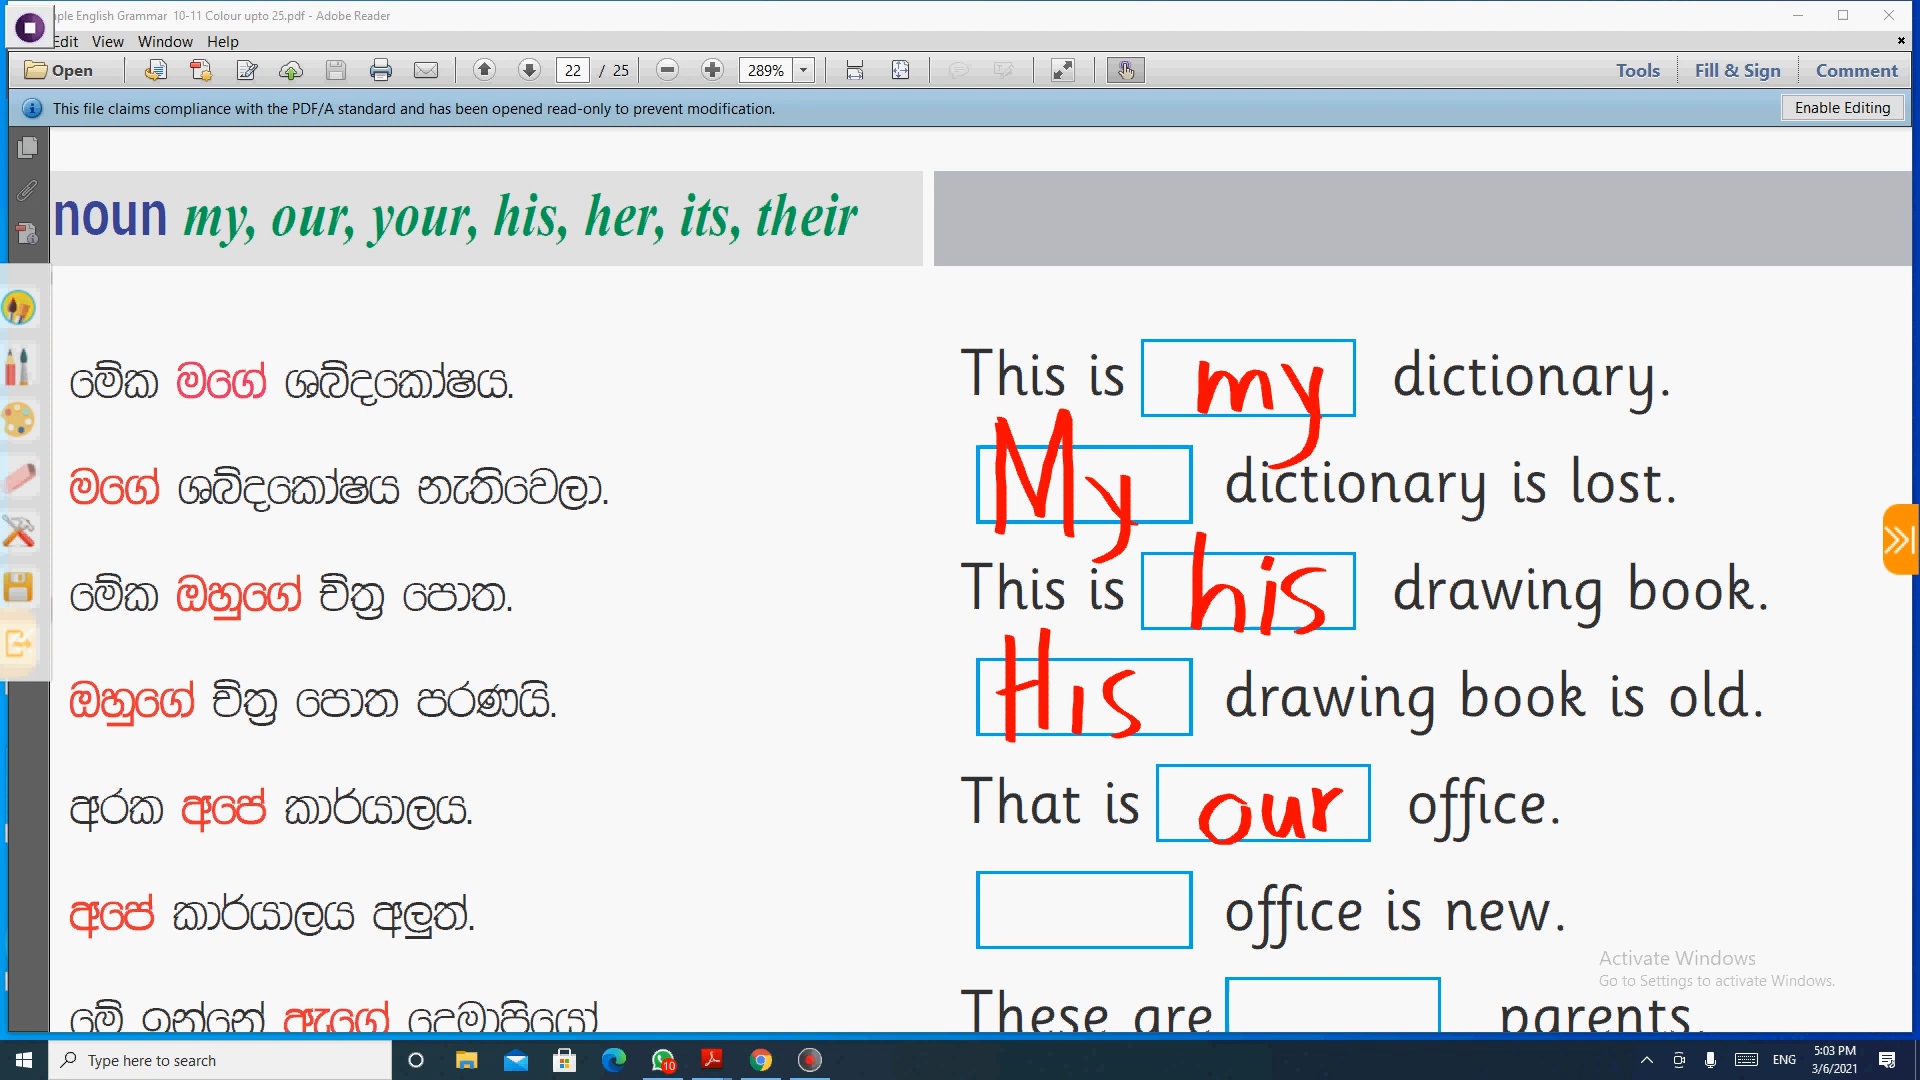 ple English Grammar 10-11 Colour upto 25.pdf - Adobe Reader
Edit View Window Help
Open 22 / 25 289% Tools Fill & Sign Comment
This file claims compliance with the PDF/A standard and has been opened read-only to prevent modification. Enable Editing
noun my, our, your, his, her, its, their
මේක මගේ ශබ්දකෝෂය. This is my dictionary.
මගේ ශබ්දකෝෂය නැතිවෙලා. My dictionary is lost.
මේක ඔහුගේ චිත්‍ර පොත. This is his drawing book.
ඔහුගේ චිත්‍ර පොත පරණයි. His drawing book is old.
අරක අපේ කාර්යාලය. That is our office.
අපේ කාර්යාලය අලුත්. office is new.
මේ ඉන්නේ ඇගේ දෙමාපියෝ These are parents.
Activate Windows
Go to Settings to activate Windows.
Type here to search 10 ENG 5:03 PM
3/6/2021